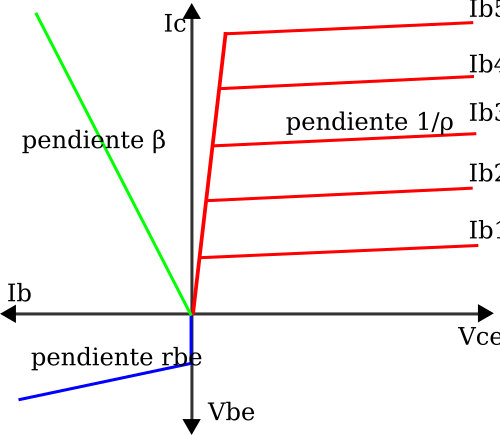 Ib5
Ic
Ib4
Ib3
pendiente 1/ρ
pendiente β
Ib2
Ib1
Ib
Vce
pendiente rbe
Vbe